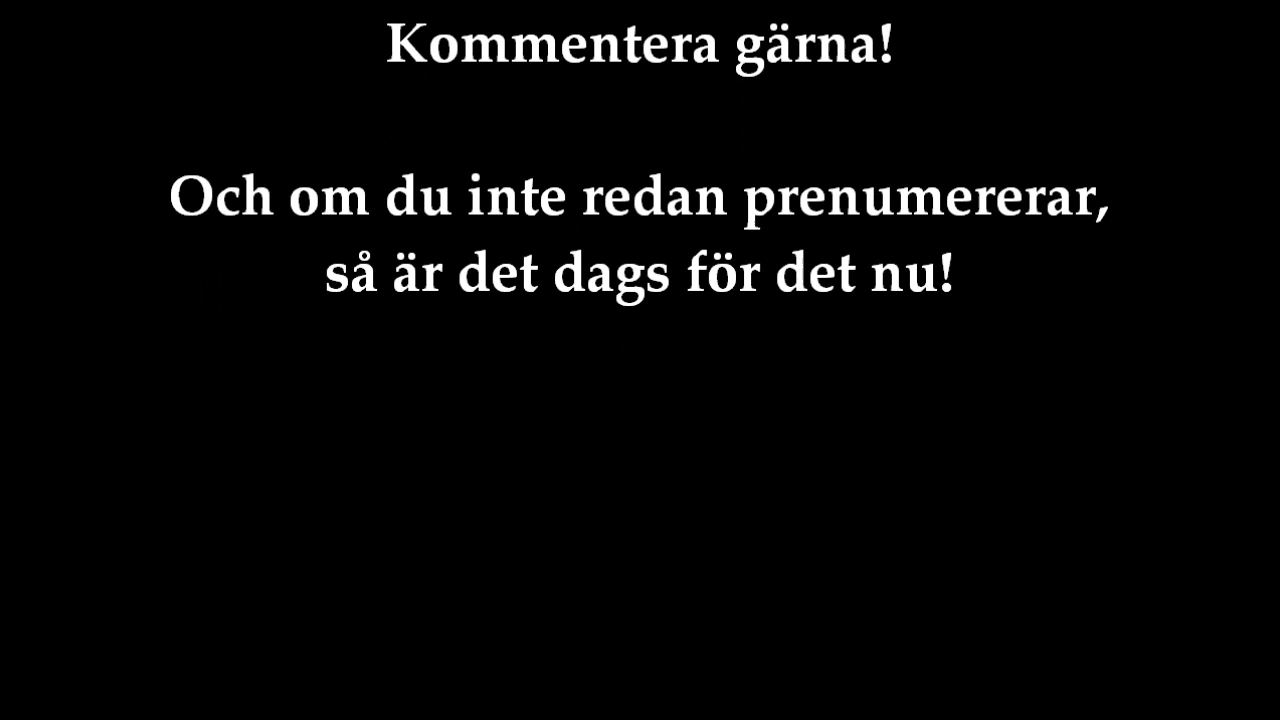 Kommentera gärna!
Och om du inte redan prenumererar,
så är det dags för det nu!